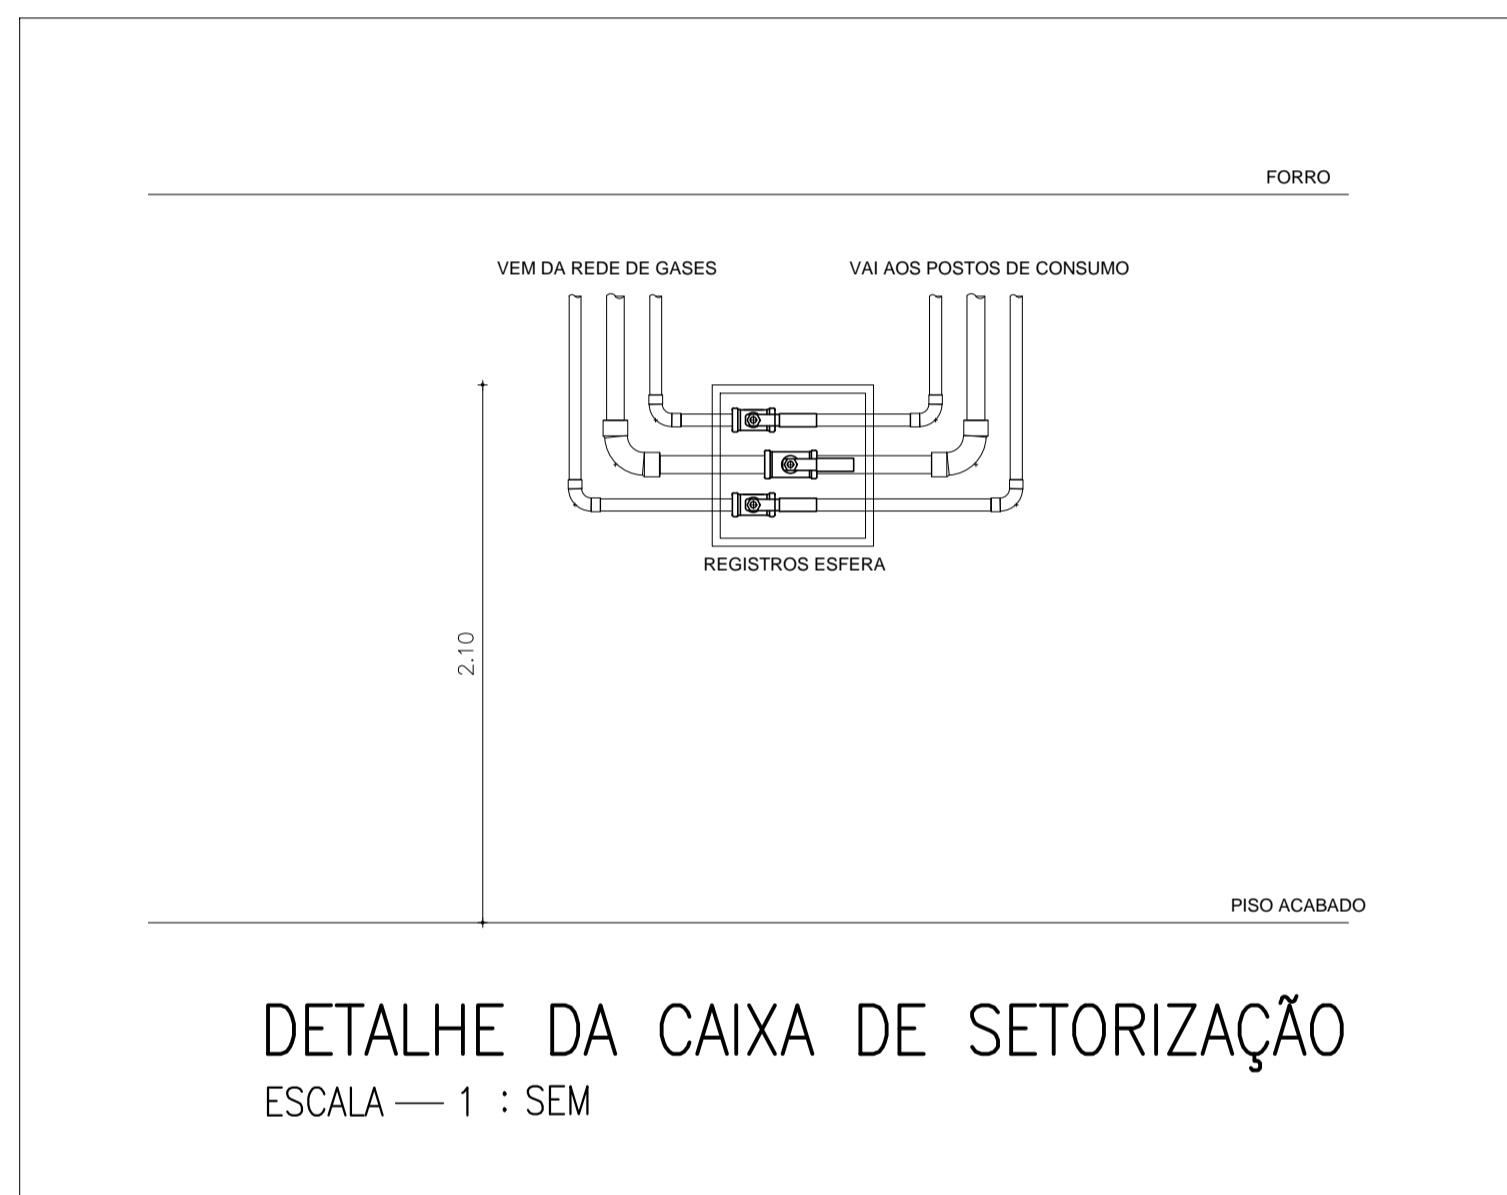 FORRO
VEM DA REDE DE GASES
VAI AOS POSTOS DE CONSUMO
REGISTROS ESFERA
2.10
PISO ACABADO
DETALHE DA CAIXA DE SETORIZAÇÃO
ESCALA — 1 : SEM